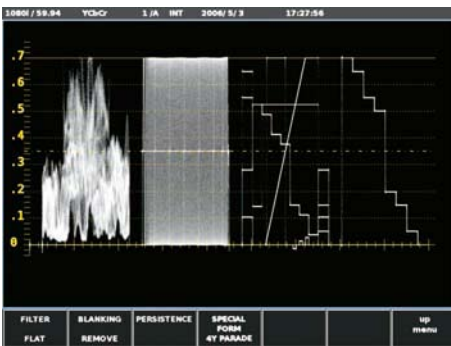 1080i / 59.94 YCbCr 1 /A INT 2006/ 5/ 3 17:27:56
.7
.6
.5
.4
.3
.2
.1
0
FILTER BLANKING PERSISTENCE SPECIAL FORM up menu
FLAT REMOVE 4Y PARADE